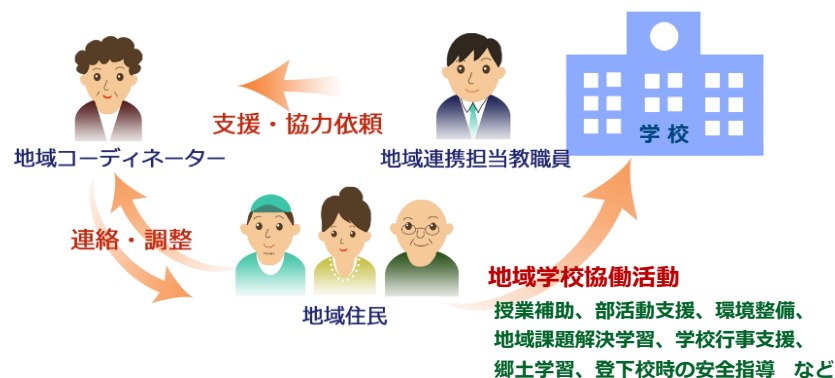 学校
支援・協力依頼
地域コーディネーター
地域連携担当教職員
連絡・調整
地域住民
地域学校協働活動
授業補助、部活動支援、環境整備、
地域課題解決学習、学校行事支援、
郷土学習、登下校時の安全指導　など